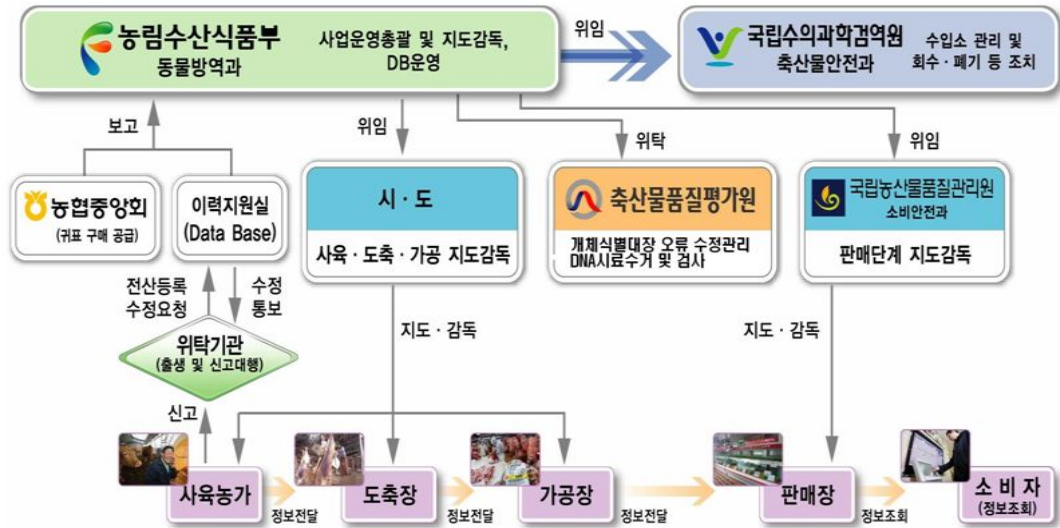 농림수산식품부
동물방역과
사업운영총괄 및 지도감독,
DB운영
위임
국립수의과학검역원
축산물안전과
수입소 관리 및
회수·폐기 등 조치
보고
위임
위탁
위임
농협중앙회
(귀표 구매 공급)
이력지원실
(Data Base)
시·도
사육·도축·가공 지도감독
축산물품질평가원
개체식별대장 오류 수정관리
DNA시료수거 및 검사
국립농산물품질관리원
소비안전과
판매단계 지도감독
전산등록
수정요청
수정
통보
지도·감독
지도·감독
위탁기관
(출생 및 신고대행)
신고
사육농가
정보전달
도축장
정보전달
가공장
정보전달
판매장
정보조회
소비자
(정보조회)